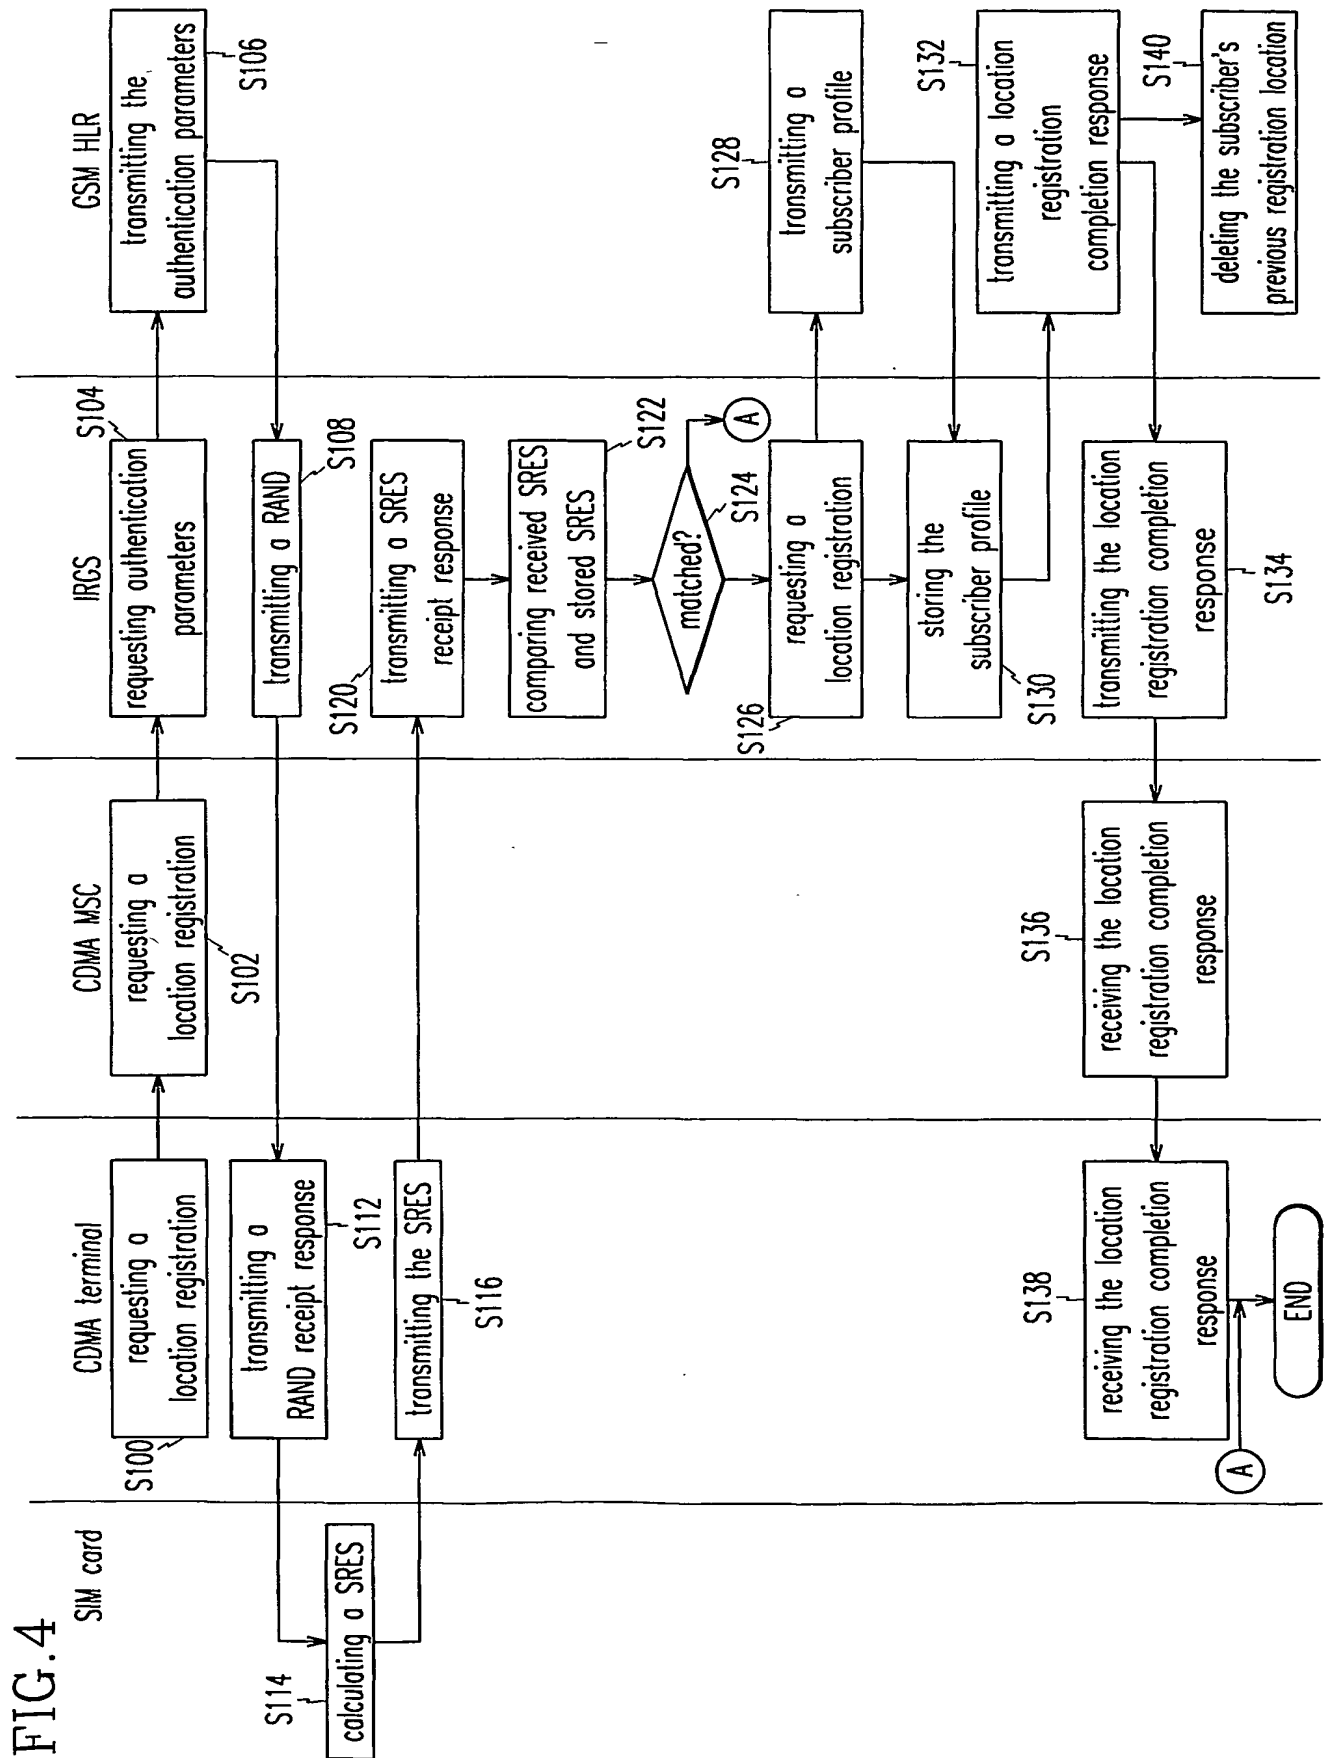 FIG.4
SIM card
CDMA terminal
CDMA MSC
IRGS
GSM HLR
S100
requesting a
location registration
requesting a
location registration
S102
S104
requesting authentication
parameters
transmitting the
authentication parameters
S106
transmitting a RAND
S108
transmitting a
RAND receipt response
S112
S114
calculating a SRES
transmitting the SRES
S116
S120
transmitting a SRES
receipt response
comparing received SRES
and stored SRES
S122
matched?
S124
A
S126
requesting a
location registration
S128
transmitting a
subscriber profile
storing the
subscriber profile
S130
S132
transmitting a location
registration
completion response
transmitting the location
registration completion
response
S134
S136
receiving the location
registration completion
response
S138
receiving the location
registration completion
response
S140
deleting the subscriber's
previous registration location
A
END